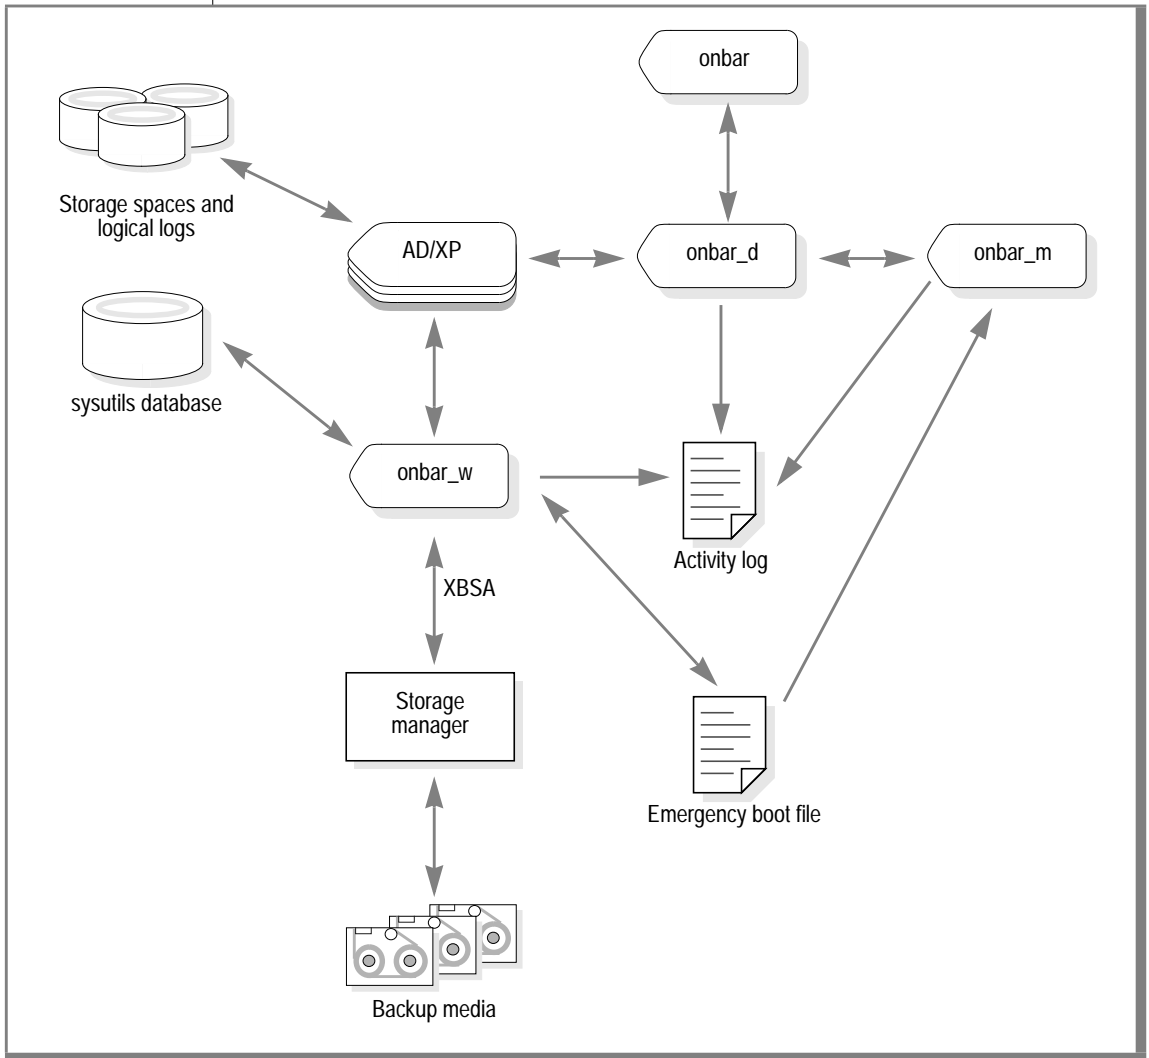 onbar
Storage spaces and
logical logs
AD/XP
onbar_d
onbar_m
sysutils database
onbar_w
Activity log
XBSA
Storage
manager
Emergency boot file
Backup media